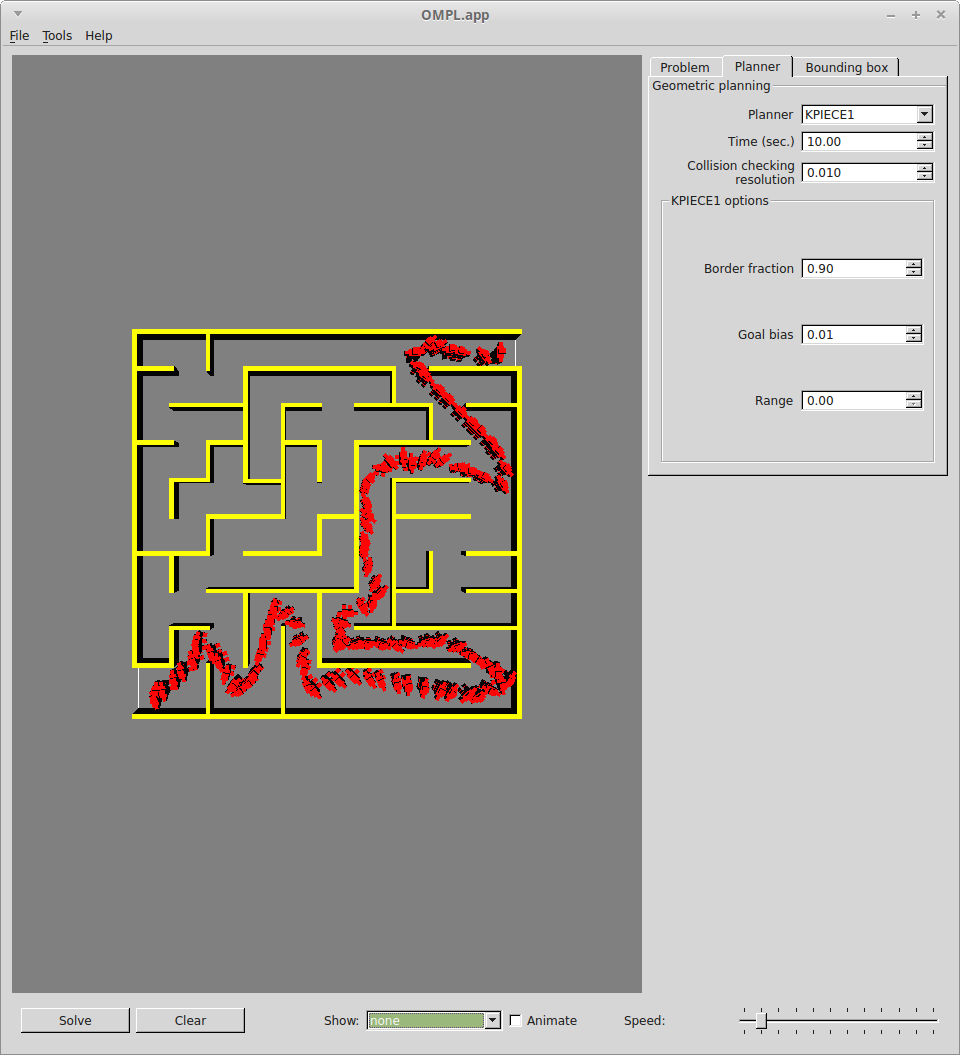 OMPL.app
File Tools Help
Problem Planner Bounding box
Geometric planning
Planner KPIECE1
Time (sec.) 10.00
Collision checking
resolution 0.010
KPIECE1 options
Border fraction 0.90
Goal bias 0.01
Range 0.00
Solve Clear Show: none Animate Speed: